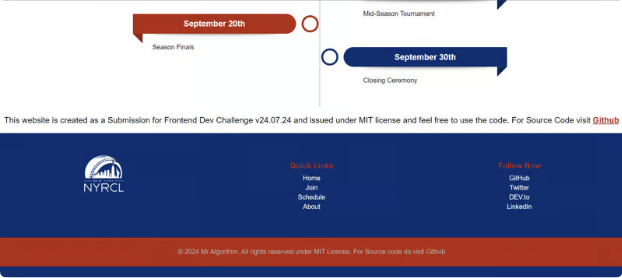 Mid-Season Tournament
September 20th
Season Finals
September 30th
Closing Ceremony
This website is created as a Submission for Frontend Dev Challenge v24.07.24 and issued under MIT license and feel free to use the code. For Source Code visit Github
NYRCL
Quick Links
Home
Join
Schedule
About
Follow Now
GitHub
Twitter
DEV.to
LinkedIn
© 2024 Mr.Algorithm. All rights reserved under MIT License. For Source code do visit Github